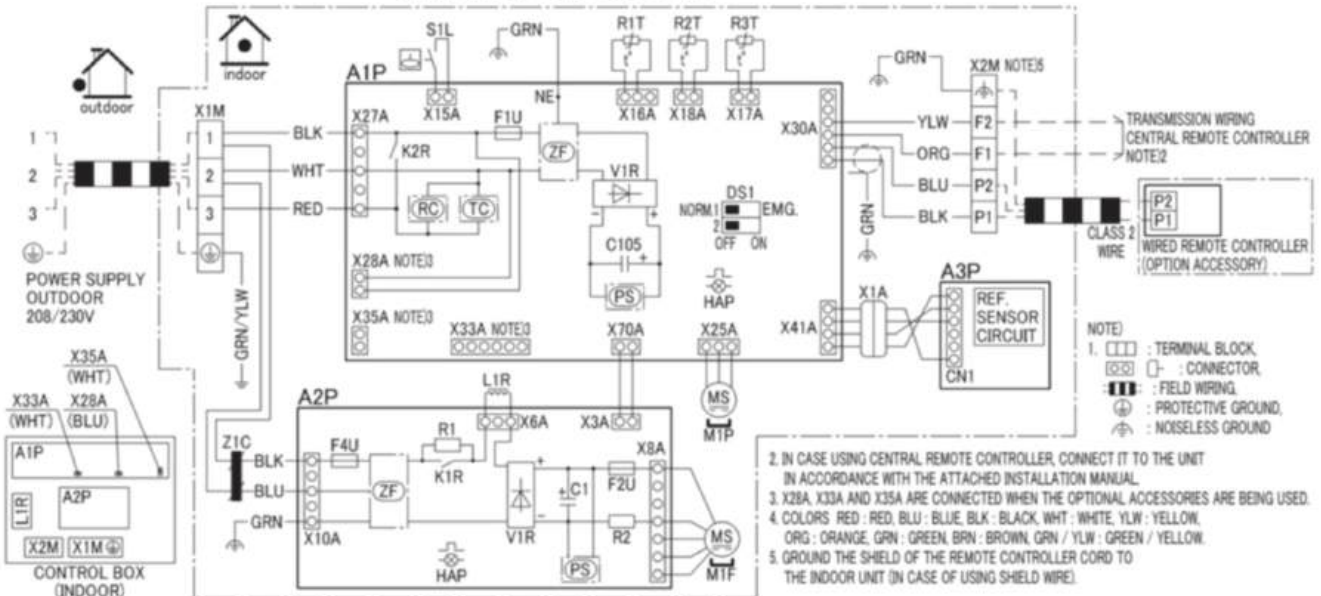 outdoor
indoor
1
2
3
POWER SUPPLY
OUTDOOR
208/230V
X1M
1
2
3
GRN/YLW
S1L
GRN
NE
R1T
R2T
R3T
A1P
X15A
X16A
X18A
X17A
X27A
BLK
WHT
RED
K2R
F1U
ZF
RC
TC
V1R
C105
PS
DS1
NORM.
1
2
EMG.
OFF ON
HAP
X30A
X28A NOTE)3
X35A NOTE)3
X33A NOTE)3
X70A
X25A
X41A
GRN
X2M NOTE)5
YLW
F2
ORG
F1
BLU
P2
BLK
P1
GRN
TRANSMISSION WIRING
CENTRAL REMOTE CONTROLLER
NOTE)2
CLASS 2
WIRE
P2
P1
WIRED REMOTE CONTROLLER
(OPTION ACCESSORY)
X1A
A3P
REF.
SENSOR
CIRCUIT
CN1
MS
M1P
A2P
L1R
X6A
X3A
X8A
Z1C
BLK
BLU
GRN
X10A
F4U
ZF
R1
K1R
V1R
C1
F2U
R2
PS
HAP
MS
M1F
X35A
(WHT)
X33A
(WHT)
X28A
(BLU)
A1P
A2P
L1R
X2M
X1M
CONTROL BOX
(INDOOR)
NOTE)
1.
: TERMINAL BLOCK,
: CONNECTOR,
: FIELD WIRING,
: PROTECTIVE GROUND,
: NOISELESS GROUND
2. IN CASE USING CENTRAL REMOTE CONTROLLER, CONNECT IT TO THE UNIT
IN ACCORDANCE WITH THE ATTACHED INSTALLATION MANUAL.
3. X28A, X33A AND X35A ARE CONNECTED WHEN THE OPTIONAL ACCESSORIES ARE BEING USED.
4. COLORS RED : RED, BLU : BLUE, BLK : BLACK, WHT : WHITE, YLW : YELLOW,
ORG : ORANGE, GRN : GREEN, BRN : BROWN, GRN / YLW : GREEN / YELLOW.
5. GROUND THE SHIELD OF THE REMOTE CONTROLLER CORD TO
THE INDOOR UNIT (IN CASE OF USING SHIELD WIRE).